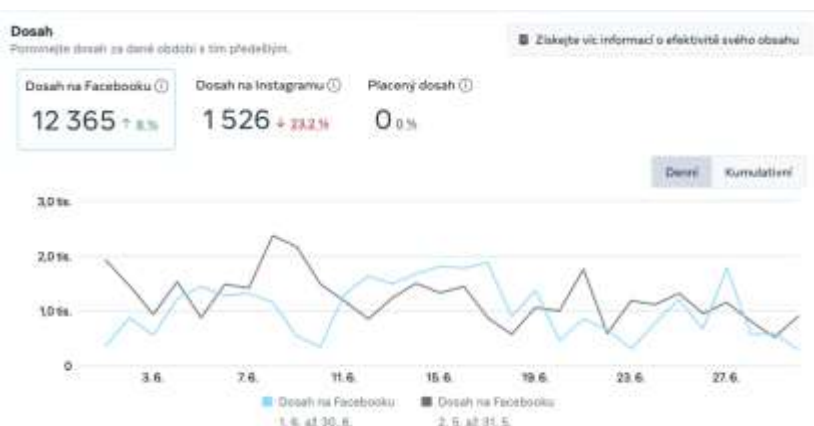 Dosah
Porovnejte dosah za dané období s tím předešlým.
Získejte víc informací o efektivitě svého obsahu
Dosah na Facebooku
Dosah na Instagramu
Placený dosah
12 365 ↑ 8 %
1 526 ↓ 23,2 %
0 0 %
Denní
Kumulativní
3,0 tis.
2,0 tis.
1,0 tis.
0
3. 6.
7. 6.
11. 6.
15. 6.
19. 6.
23. 6.
27. 6.
Dosah na Facebooku
1. 6. až 30. 6.
Dosah na Facebooku
2. 5. až 31. 5.